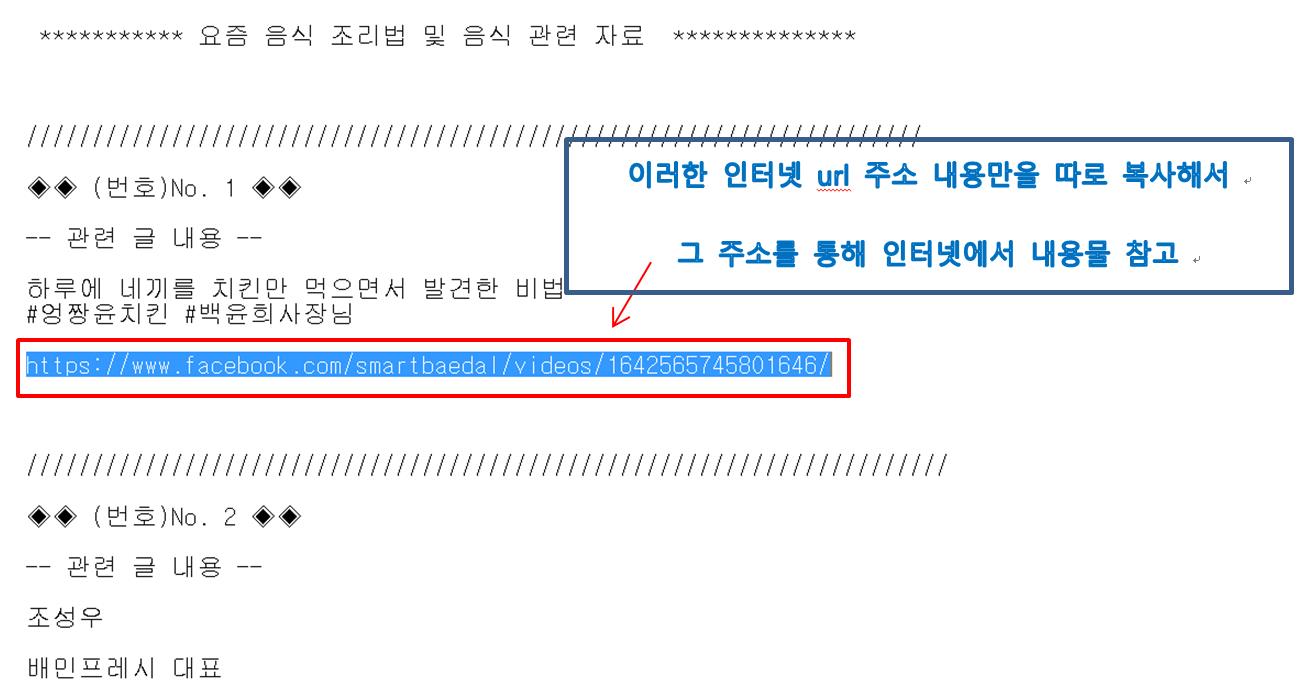 *********** 요즘 음식 조리법 및 음식 관련 자료 **************
////////////////////////////////////////////////////////////////////
◈◈ (번호)No. 1 ◈◈
-- 관련 글 내용 --
이러한 인터넷 url 주소 내용만을 따로 복사해서
그 주소를 통해 인터넷에서 내용물 참고
하루에 네끼를 치킨만 먹으면서 발견한 비법
#엉짱윤치킨 #백윤희사장님
https://www.facebook.com/smartbaedal/videos/1642565745801646/
//////////////////////////////////////////////////////////////////////
◈◈ (번호)No. 2 ◈◈
-- 관련 글 내용 --
조성우
배민프레시 대표